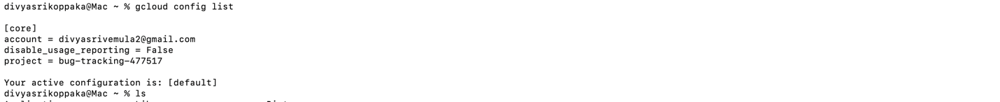 divyasrikoppaka@Mac ~ % gcloud config list
[core]
account = divyasrivemula2@gmail.com
disable_usage_reporting = False
project = bug-tracking-477517
Your active configuration is: [default]
divyasrikoppaka@Mac ~ % ls